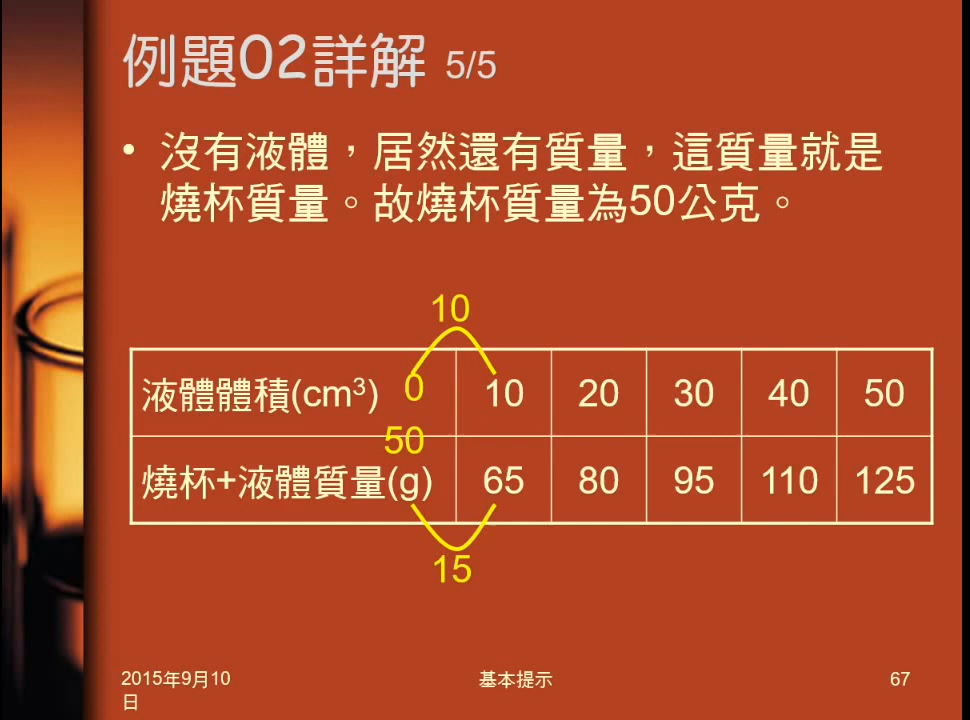 例題02詳解 5/5
• 沒有液體，居然還有質量，這質量就是
燒杯質量。故燒杯質量為50公克。
10
液體體積(cm³) 0 10 20 30 40 50
50
燒杯+液體質量(g) 65 80 95 110 125
15
2015年9月10
日
基本提示
67